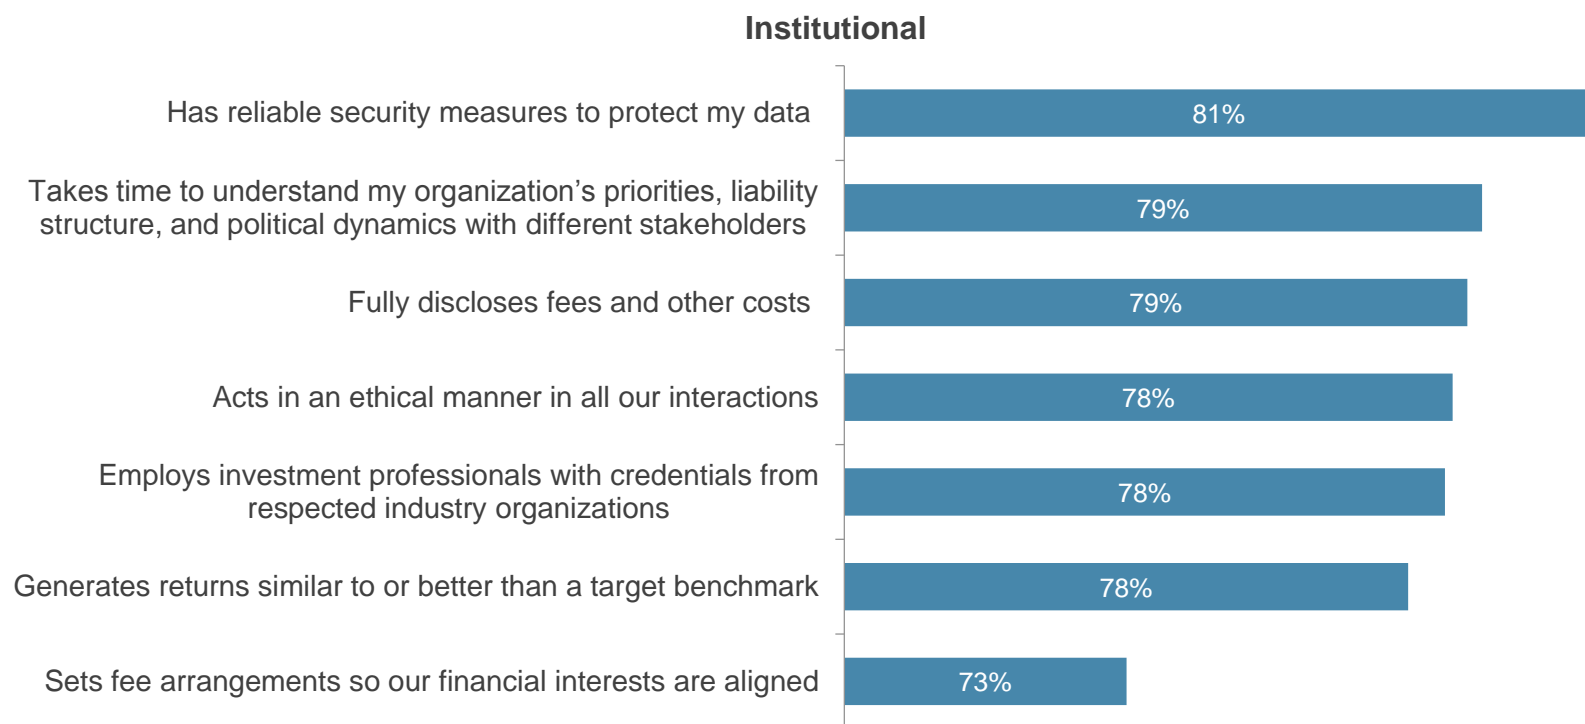 Institutional
Has reliable security measures to protect my data
81%
Takes time to understand my organization’s priorities, liability
structure, and political dynamics with different stakeholders
79%
Fully discloses fees and other costs
79%
Acts in an ethical manner in all our interactions
78%
Employs investment professionals with credentials from
respected industry organizations
78%
Generates returns similar to or better than a target benchmark
78%
Sets fee arrangements so our financial interests are aligned
73%